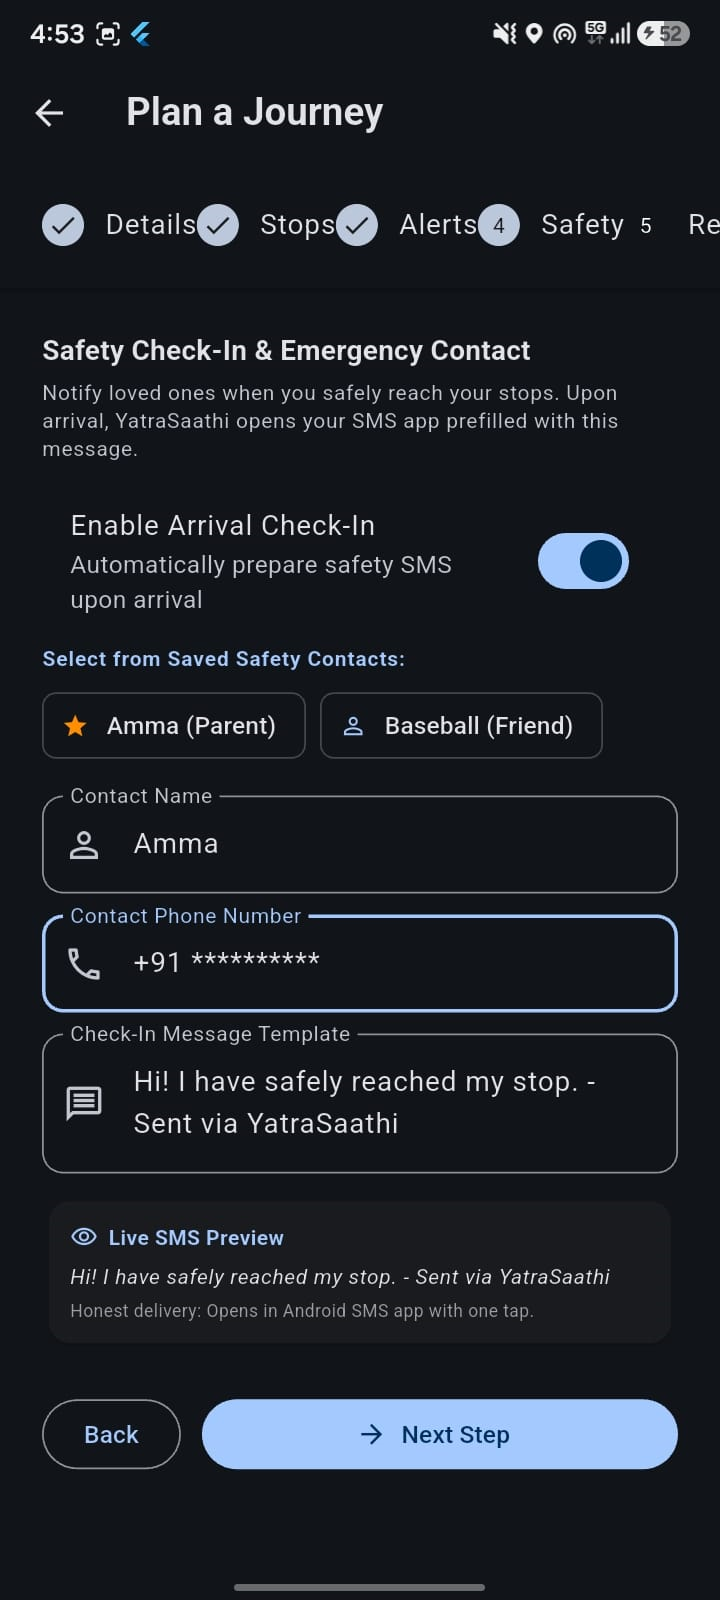 4:53 5G 52
Plan a Journey
Details Stops Alerts 4 Safety 5 Re
Safety Check-In & Emergency Contact
Notify loved ones when you safely reach your stops. Upon
arrival, YatraSaathi opens your SMS app prefilled with this
message.
Enable Arrival Check-In
Automatically prepare safety SMS
upon arrival
Select from Saved Safety Contacts:
Amma (Parent) Baseball (Friend)
Contact Name
Amma
Contact Phone Number
+91 **********
Check-In Message Template
Hi! I have safely reached my stop. -
Sent via YatraSaathi
Live SMS Preview
Hi! I have safely reached my stop. - Sent via YatraSaathi
Honest delivery: Opens in Android SMS app with one tap.
Back Next Step